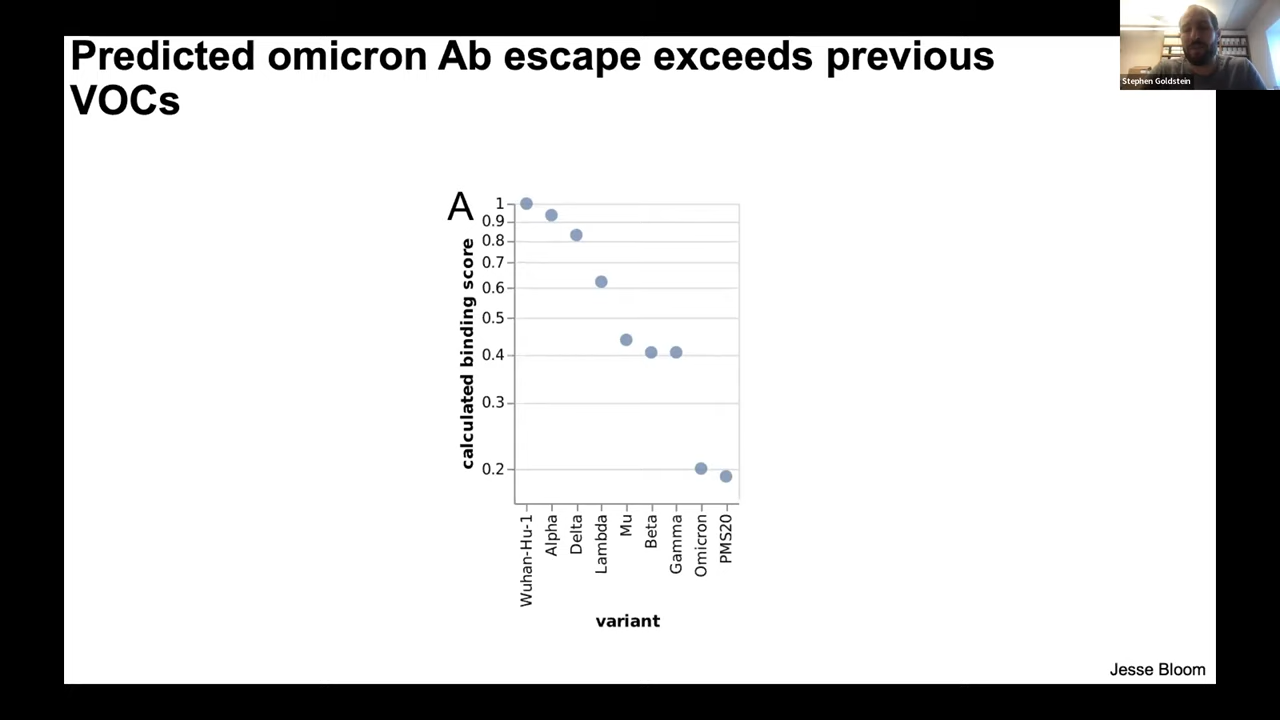 Predicted omicron Ab escape exceeds previous
VOCs
Stephen Goldstein
A
calculated binding score
1
0.9
0.8
0.7
0.6
0.5
0.4
0.3
0.2
Wuhan-Hu-1
Alpha
Delta
Lambda
Mu
Beta
Gamma
Omicron
PMS20
variant
Jesse Bloom